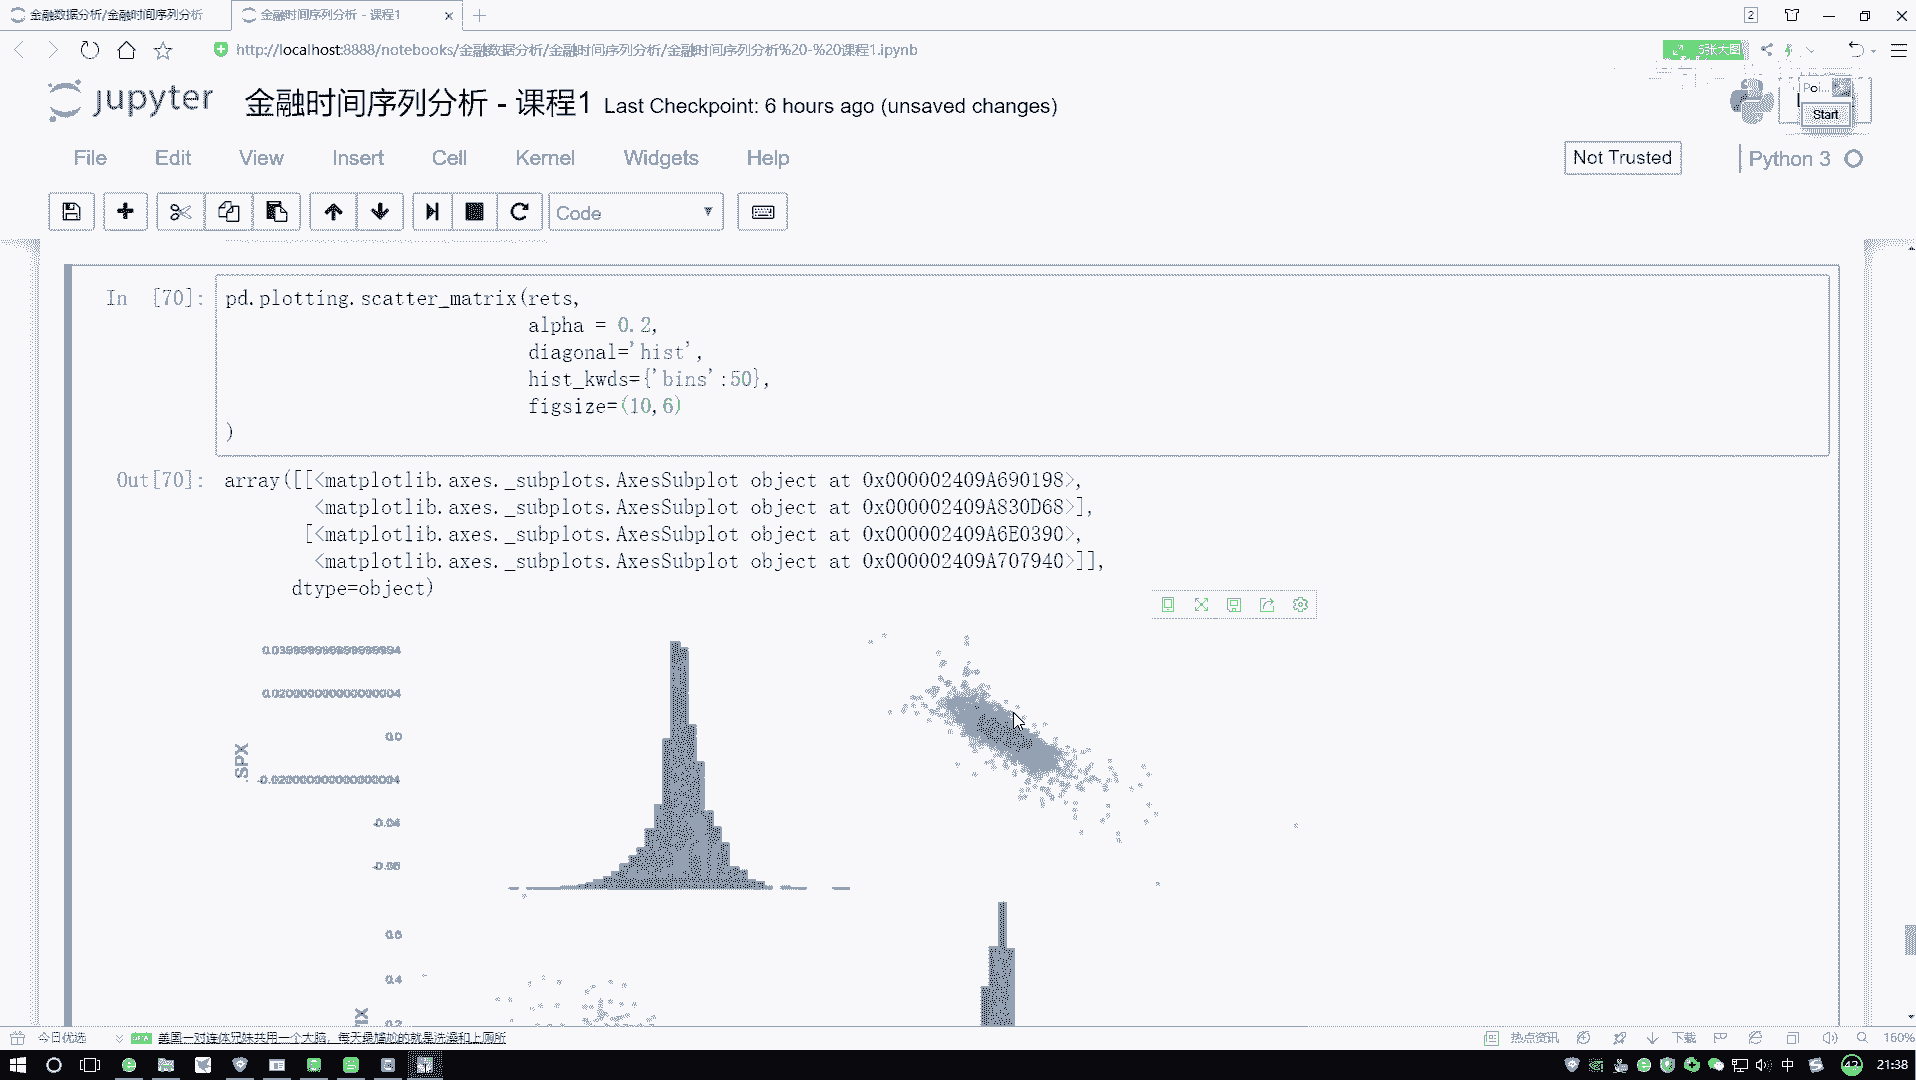 金融数据分析/金融时间序列分析
金融时间序列分析 - 课程1
2
http://localhost:8888/notebooks/金融数据分析/金融时间序列分析/金融时间序列分析%20-%20课程1.ipynb
5张大图
jupyter 金融时间序列分析 - 课程1 Last Checkpoint: 6 hours ago (unsaved changes)
Poi...
Start
File Edit View Insert Cell Kernel Widgets Help
Not Trusted
Python 3
Code
In [70]: pd.plotting.scatter_matrix(rets,
alpha = 0.2,
diagonal='hist',
hist_kwds={'bins':50},
figsize=(10,6)
)
Out[70]: array([[<matplotlib.axes._subplots.AxesSubplot object at 0x000002409A690198>,
<matplotlib.axes._subplots.AxesSubplot object at 0x000002409A830D68>],
[<matplotlib.axes._subplots.AxesSubplot object at 0x000002409A6E0390>,
<matplotlib.axes._subplots.AxesSubplot object at 0x000002409A707940>]],
dtype=object)
0.020000000000000004
0.0
.SPX
-0.020000000000000004
-0.04
0.6
0.4
0.2
今日优选
美国一对连体兄妹共用一个大脑，每天最尴尬的就是洗澡和上厕所
热点资讯
下载
160%
中
42
21:38